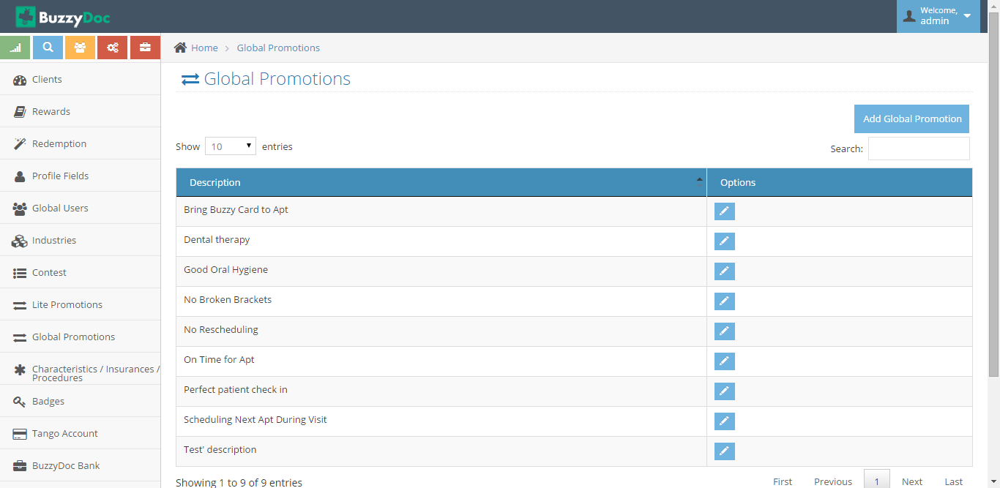 BuzzyDoc
Welcome,
admin
Home
Global Promotions
Clients
Rewards
Redemption
Profile Fields
Global Users
Industries
Contest
Lite Promotions
Global Promotions
Characteristics / Insurances /
Procedures
Badges
Tango Account
BuzzyDoc Bank
Global Promotions
Add Global Promotion
Show 10 entries
Search:
Description Options
Bring Buzzy Card to Apt
Dental therapy
Good Oral Hygiene
No Broken Brackets
No Rescheduling
On Time for Apt
Perfect patient check in
Scheduling Next Apt During Visit
Test' description
Showing 1 to 9 of 9 entries
First Previous 1 Next Last